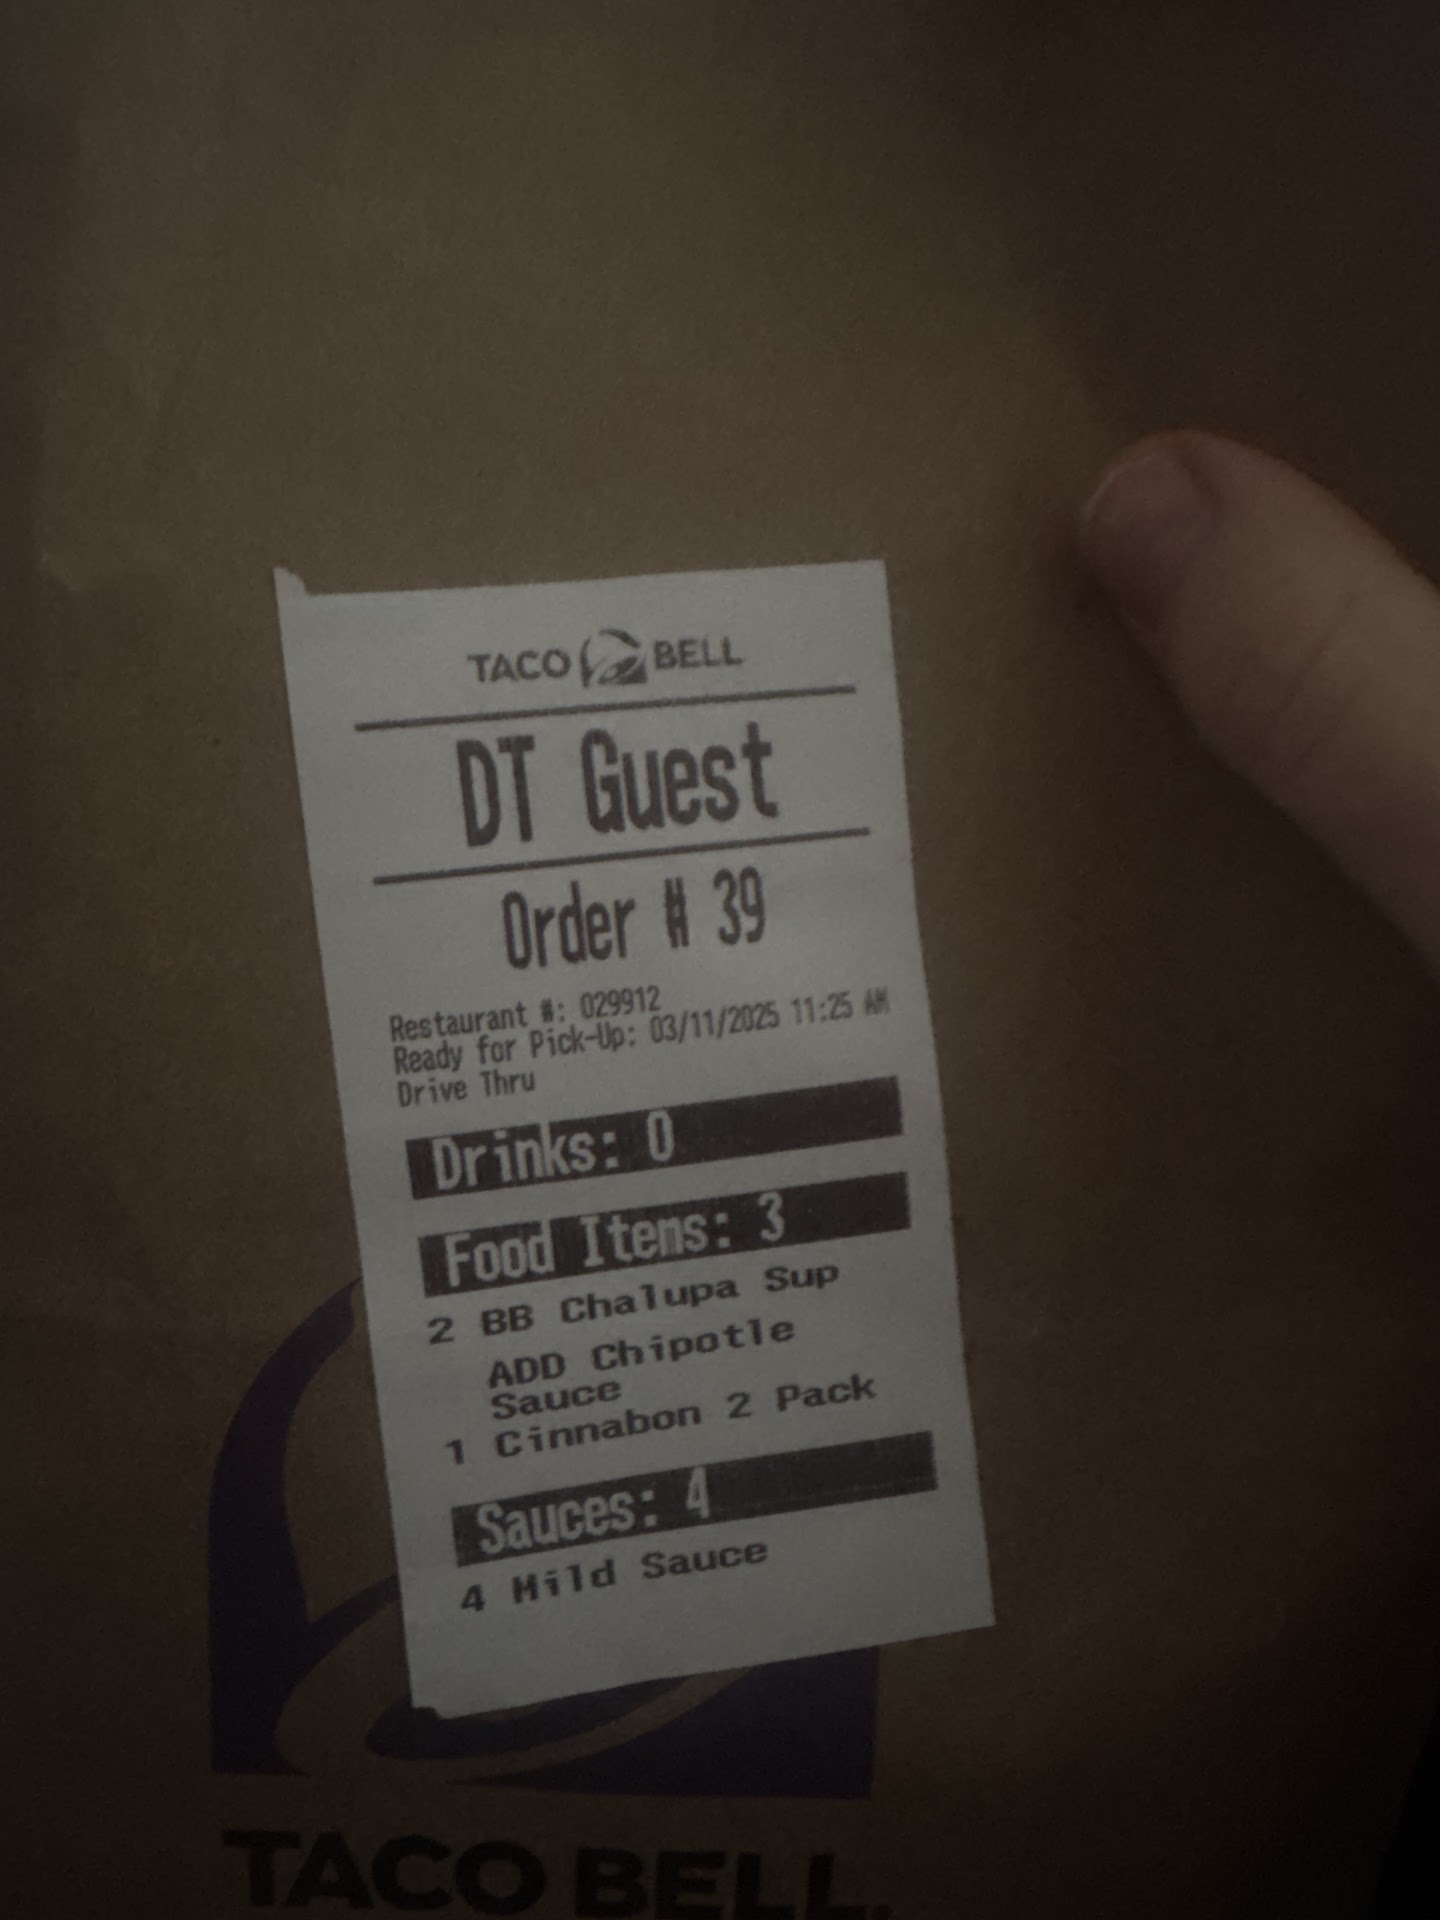 TACO BELL
DT Guest
Order # 39
Restaurant #: 029912
Ready for Pick-Up: 03/11/2025 11:25 AM
Drive Thru
Drinks: 0
Food Items: 3
2 BB Chalupa Sup
ADD Chipotle
Sauce
1 Cinnabon 2 Pack
Sauces: 4
4 Mild Sauce
TACO BELL.